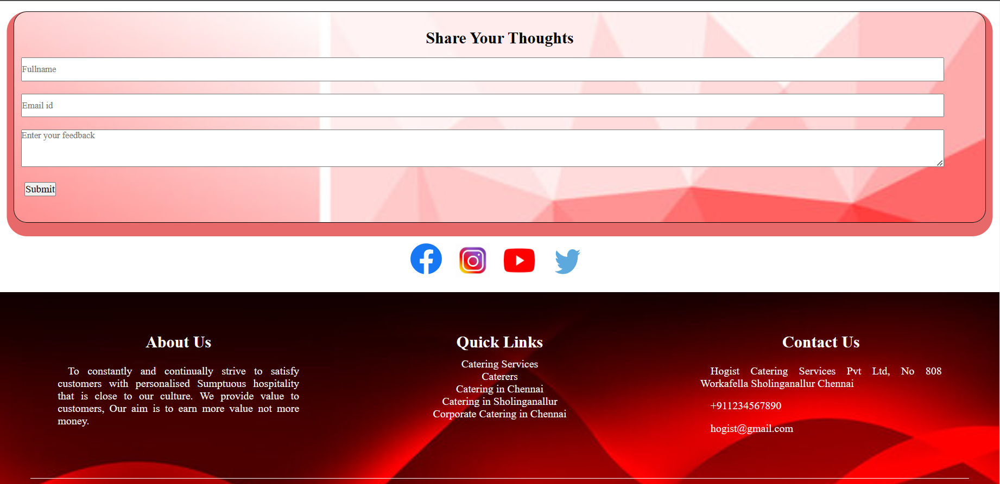 Share Your Thoughts
Fullname
Email id
Enter your feedback
Submit
About Us
To constantly and continually strive to satisfy
customers with personalised Sumptuous hospitality
that is close to our culture. We provide value to
customers, Our aim is to earn more value not more
money.
Quick Links
Catering Services
Caterers
Catering in Chennai
Catering in Sholinganallur
Corporate Catering in Chennai
Contact Us
Hogist Catering Services Pvt Ltd, No 808
Workafella Sholinganallur Chennai
+911234567890
hogist@gmail.com